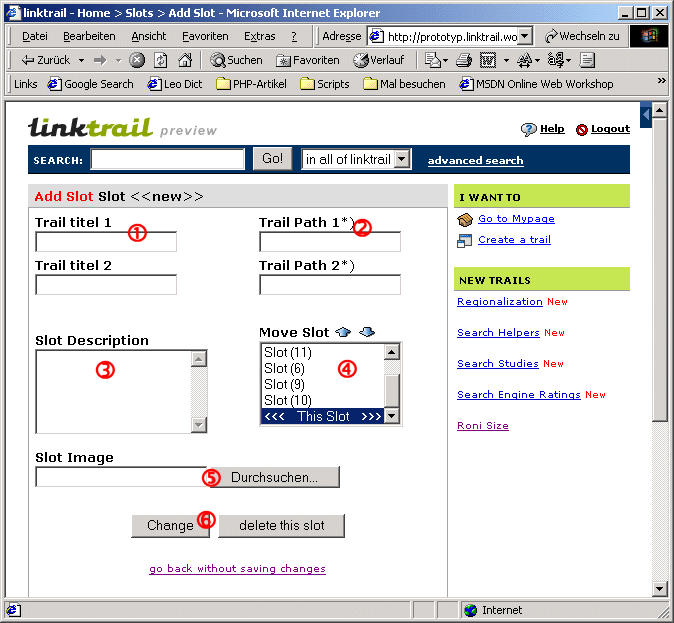 linktrail - Home > Slots > Add Slot - Microsoft Internet Explorer
Datei Bearbeiten Ansicht Favoriten Extras ? Adresse http://prototyp.linktrail.wo Wechseln zu
Zurück Suchen Favoriten Verlauf
Links Google Search Leo Dict PHP-Artikel Scripts Mal besuchen MSDN Online Web Workshop »
linktrail preview
Help Logout
SEARCH: Go! in all of linktrail advanced search
Add Slot Slot <<new>>
I WANT TO
Trail titel 1 Trail Path 1*)
1 2
Go to Mypage
Create a trail
Trail titel 2 Trail Path 2*)
NEW TRAILS
Regionalization New
Search Helpers New
Search Studies New
Search Engine Ratings New
Roni Size
Slot Description
3
Move Slot
Slot (11)
Slot (6)
Slot (9)
Slot (10)
<<< This Slot >>>
4
Slot Image
5 Durchsuchen...
Change 6 delete this slot
go back without saving changes
Internet